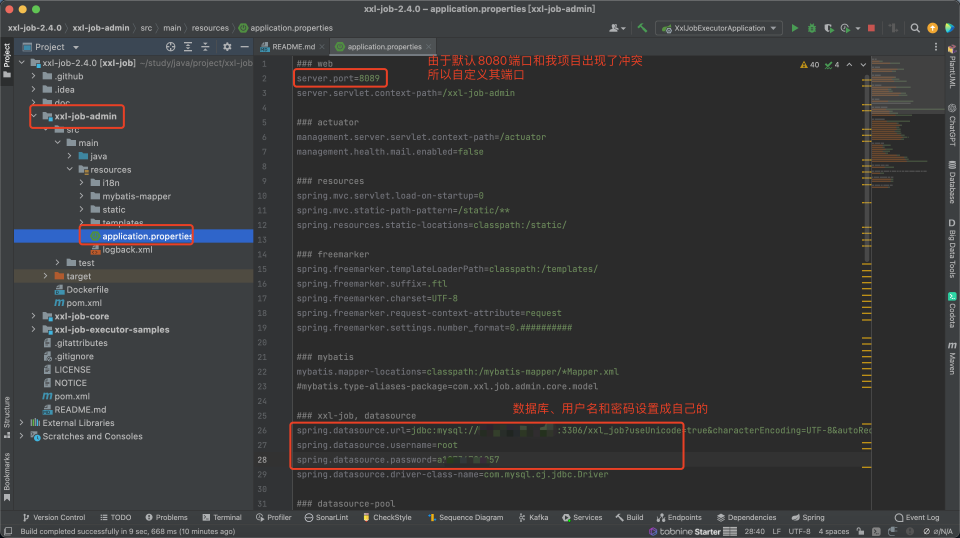 xxl-job-2.4.0 – application.properties [xxl-job-admin]
xxl-job-2.4.0 〉 xxl-job-admin 〉 src 〉 main 〉 resources 〉 application.properties
XxlJobExecutorApplication
Project
README.md
application.properties
xxl-job-2.4.0 [xxl-job] ~/study/java/project/xxl-job
.github
.idea
doc
xxl-job-admin
src
main
java
resources
i18n
mybatis-mapper
static
templates
application.properties
logback.xml
test
target
Dockerfile
pom.xml
xxl-job-core
xxl-job-executor-samples
.gitattributes
.gitignore
LICENSE
NOTICE
pom.xml
README.md
External Libraries
Scratches and Consoles
Project
Structure
Bookmarks
40 4
1 ### web
2 server.port=8089
3 server.servlet.context-path=/xxl-job-admin
4
5 ### actuator
6 management.server.servlet.context-path=/actuator
7 management.health.mail.enabled=false
8
9 ### resources
10 spring.mvc.servlet.load-on-startup=0
11 spring.mvc.static-path-pattern=/static/**
12 spring.resources.static-locations=classpath:/static/
13
14 ### freemarker
15 spring.freemarker.templateLoaderPath=classpath:/templates/
16 spring.freemarker.suffix=.ftl
17 spring.freemarker.charset=UTF-8
18 spring.freemarker.request-context-attribute=request
19 spring.freemarker.settings.number_format=0.##########
20
21 ### mybatis
22 mybatis.mapper-locations=classpath:/mybatis-mapper/*Mapper.xml
23 #mybatis.type-aliases-package=com.xxl.job.admin.core.model
24
25 ### xxl-job, datasource
26 spring.datasource.url=jdbc:mysql:// :3306/xxl_job?useUnicode=true&characterEncoding=UTF-8&autoRec
27 spring.datasource.username=root
28 spring.datasource.password=
29 spring.datasource.driver-class-name=com.mysql.cj.jdbc.Driver
30
31 ### datasource-pool
由于默认8080端口和我项目出现了冲突
所以自定义其端口
数据库、用户名和密码设置成自己的
PlantUML
ChatGPT
Database
Big Data Tools
Codota
Maven
Version Control TODO Problems Terminal Profiler SonarLint CheckStyle Sequence Diagram Kafka Services Build Endpoints Dependencies Spring Event Log
Build completed successfully in 9 sec, 668 ms (10 minutes ago)
tabnine Starter 28:40 LF UTF-8 4 spaces